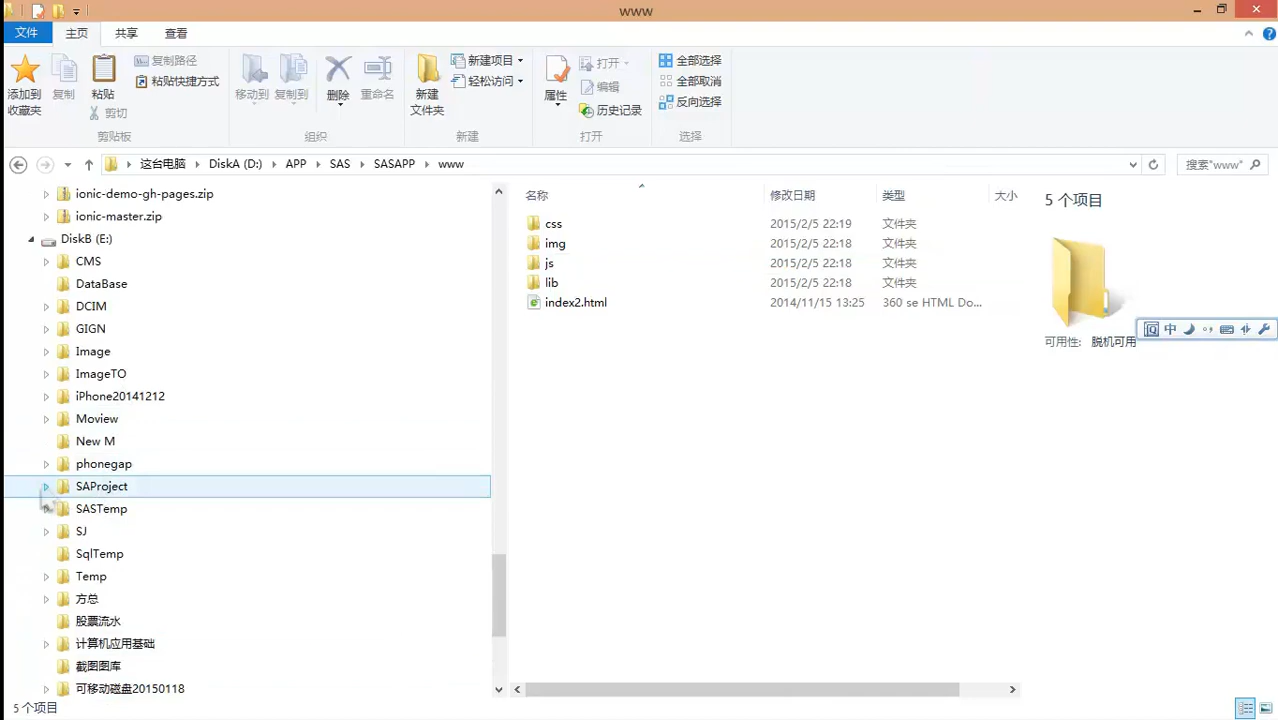 www
文件 主页 共享 查看
添加到收藏夹 复制 粘贴 复制路径 粘贴快捷方式 剪切
移动到 复制到 删除 重命名
新建文件夹 新建项目 轻松访问
属性 打开 编辑 历史记录
全部选择 全部取消 反向选择
剪贴板 组织 新建 打开 选择
这台电脑 DiskA (D:) APP SAS SASAPP www 搜索"www"
ionic-demo-gh-pages.zip
ionic-master.zip
DiskB (E:)
CMS
DataBase
DCIM
GIGN
Image
ImageTO
iPhone20141212
Moview
New M
phonegap
SAProject
SASTemp
SJ
SqlTemp
Temp
方总
股票流水
计算机应用基础
截图图库
可移动磁盘20150118
名称 修改日期 类型 大小
css 2015/2/5 22:19 文件夹
img 2015/2/5 22:18 文件夹
js 2015/2/5 22:18 文件夹
lib 2015/2/5 22:18 文件夹
index2.html 2014/11/15 13:25 360 se HTML Do...
5 个项目
可用性: 脱机可用
中
5 个项目